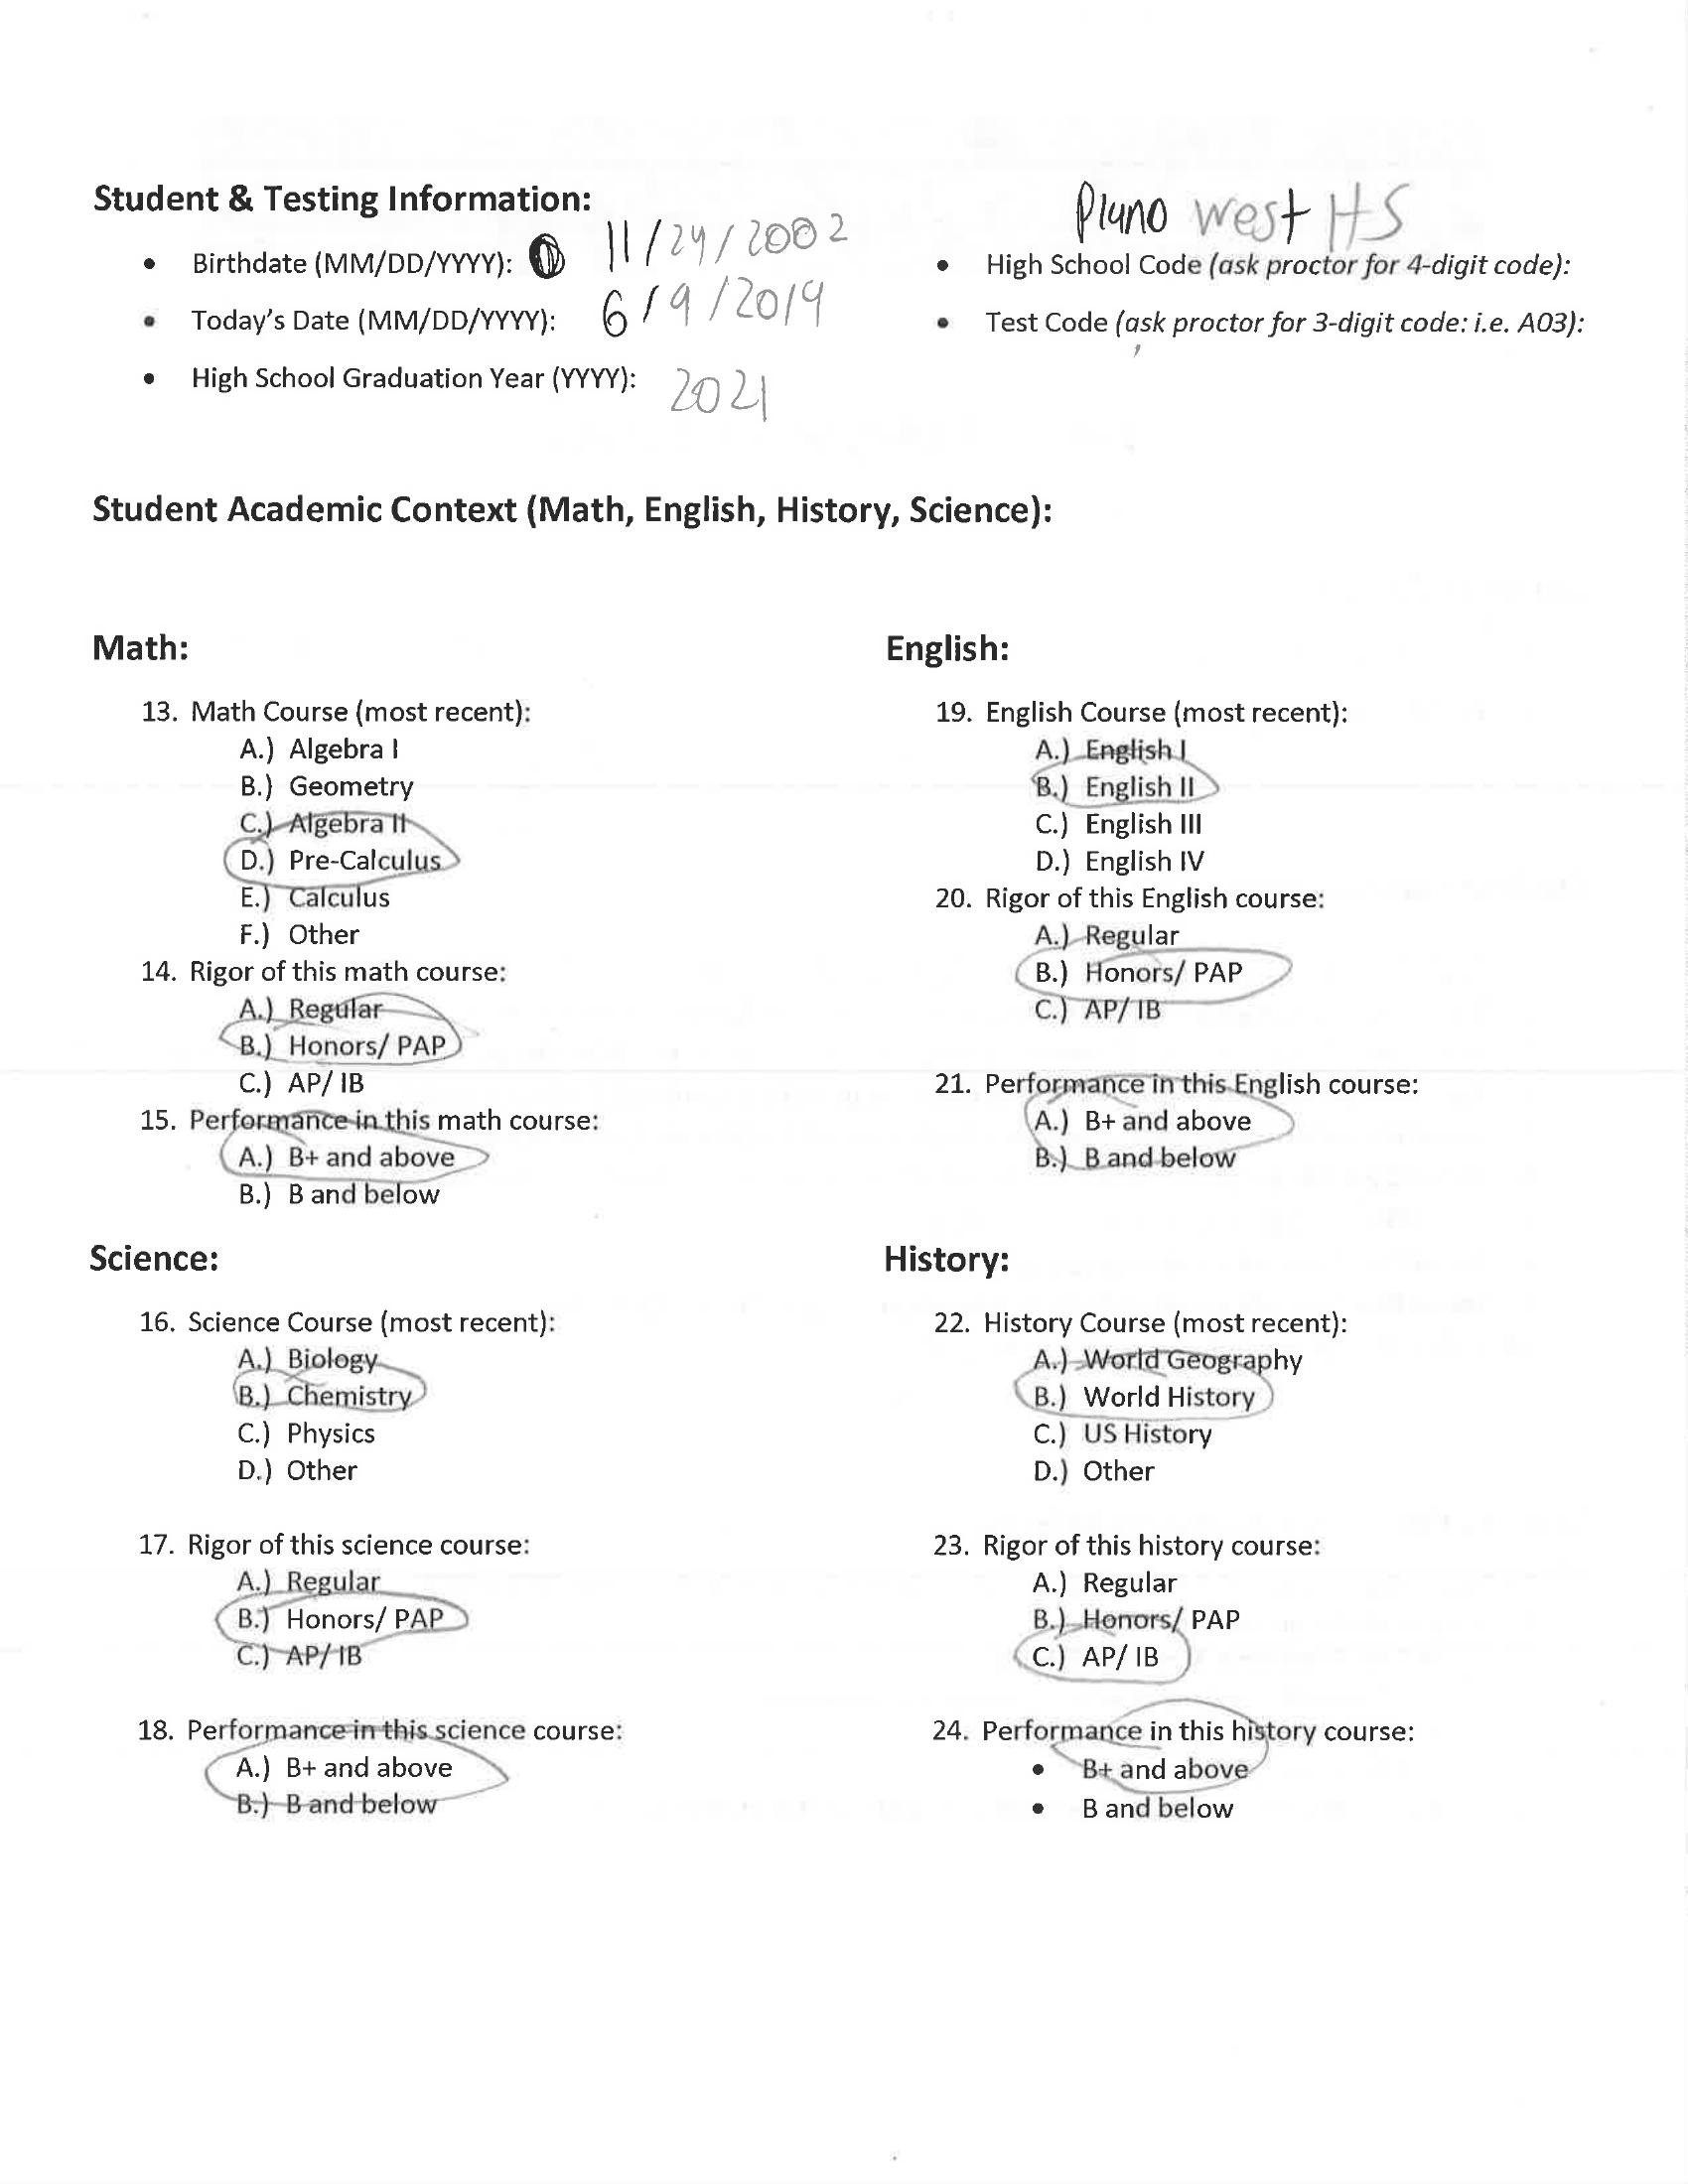 Student & Testing Information:
Plano West HS
• Birthdate (MM/DD/YYYY): 11/24/2002
• Today's Date (MM/DD/YYYY): 6/9/2019
• High School Graduation Year (YYYY): 2021
• High School Code (ask proctor for 4-digit code):
• Test Code (ask proctor for 3-digit code: i.e. A03):
Student Academic Context (Math, English, History, Science):
Math:
13. Math Course (most recent):
A.) Algebra I
B.) Geometry
C.) Algebra II
D.) Pre-Calculus
E.) Calculus
F.) Other
14. Rigor of this math course:
A.) Regular
B.) Honors/ PAP
C.) AP/ IB
15. Performance in this math course:
A.) B+ and above
B.) B and below
English:
19. English Course (most recent):
A.) English I
B.) English II
C.) English III
D.) English IV
20. Rigor of this English course:
A.) Regular
B.) Honors/ PAP
C.) AP/ IB
21. Performance in this English course:
A.) B+ and above
B.) B and below
Science:
16. Science Course (most recent):
A.) Biology
B.) Chemistry
C.) Physics
D.) Other
17. Rigor of this science course:
A.) Regular
B.) Honors/ PAP
C.) AP/ IB
18. Performance in this science course:
A.) B+ and above
B.) B and below
History:
22. History Course (most recent):
A.) World Geography
B.) World History
C.) US History
D.) Other
23. Rigor of this history course:
A.) Regular
B.) Honors/ PAP
C.) AP/ IB
24. Performance in this history course:
• B+ and above
• B and below